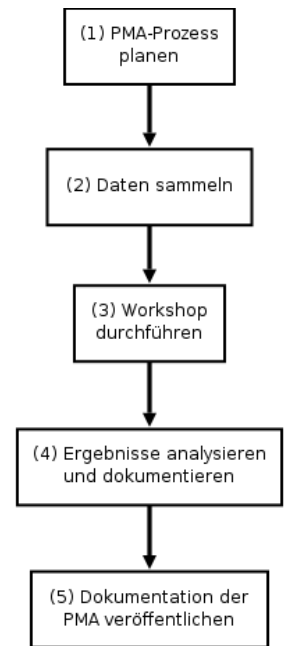 (1) PMA-Prozess
planen
(2) Daten sammeln
(3) Workshop
durchführen
(4) Ergebnisse analysieren
und dokumentieren
(5) Dokumentation der
PMA veröffentlichen